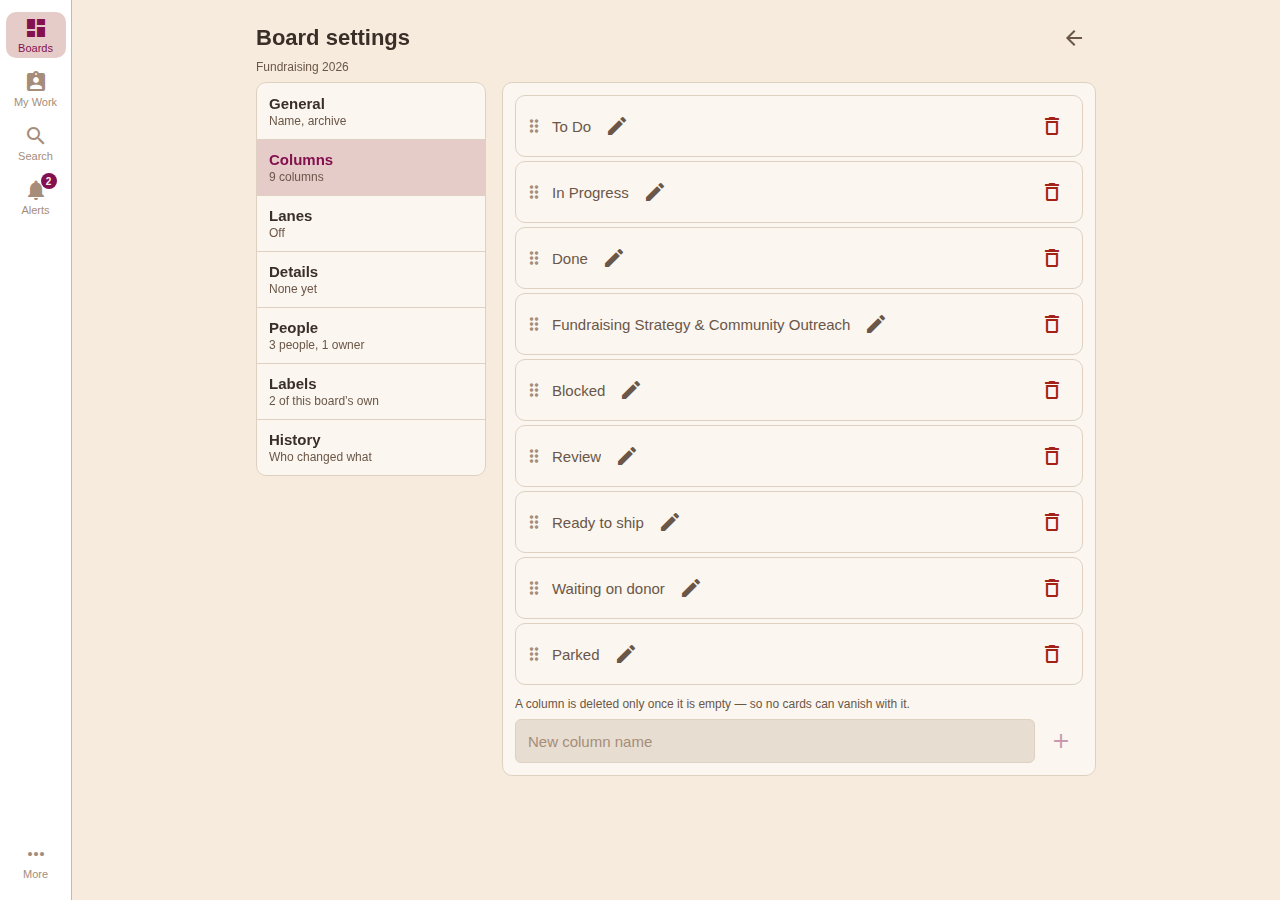 Boards
My Work
Search
2
Alerts
More
Board settings
Fundraising 2026
General
Name, archive
Columns
9 columns
Lanes
Off
Details
None yet
People
3 people, 1 owner
Labels
2 of this board's own
History
Who changed what
To Do
In Progress
Done
Fundraising Strategy & Community Outreach
Blocked
Review
Ready to ship
Waiting on donor
Parked
A column is deleted only once it is empty — so no cards can vanish with it.
New column name